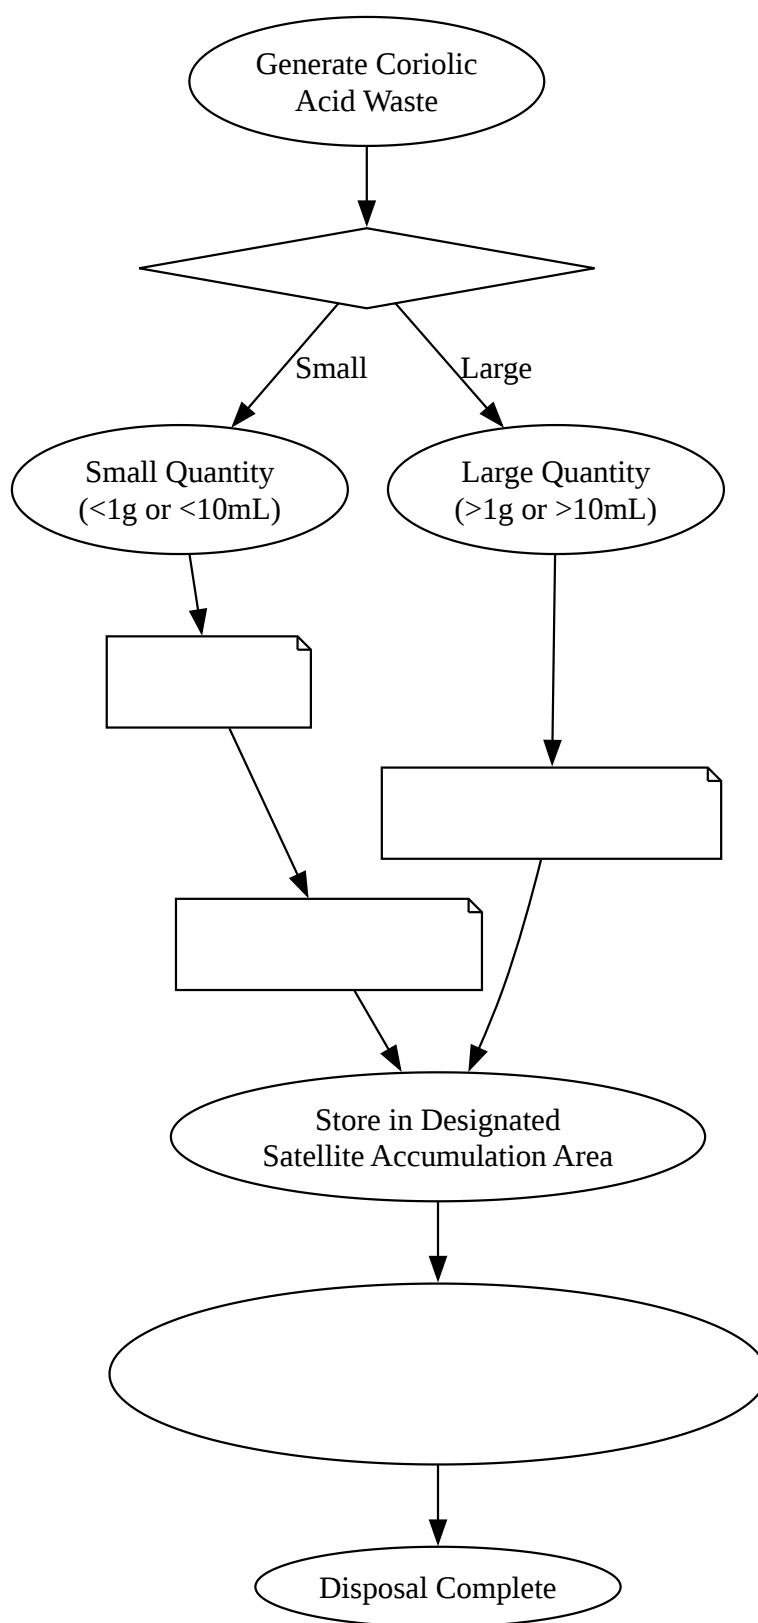 Generate Coriolic
Acid Waste
Small
Large
Small Quantity
(<1g or <10mL)
Large Quantity
(>1g or >10mL)
Store in Designated
Satellite Accumulation Area
Disposal Complete